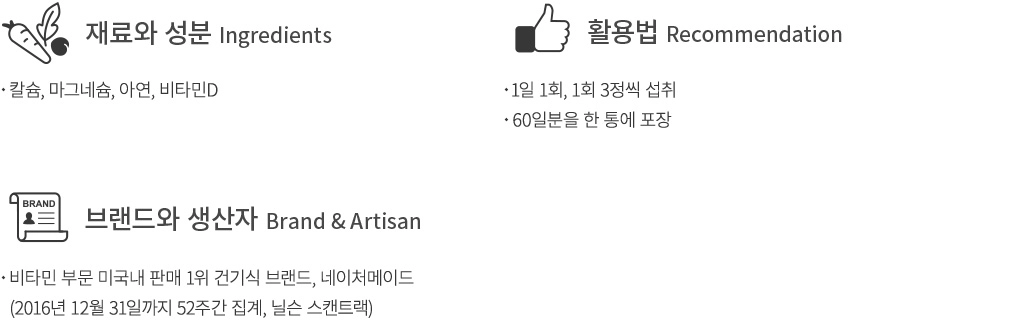 재료와 성분 Ingredients
· 칼슘, 마그네슘, 아연, 비타민D
활용법 Recommendation
· 1일 1회, 1회 3정씩 섭취
· 60일분을 한 통에 포장
BRAND
브랜드와 생산자 Brand & Artisan
· 비타민 부문 미국내 판매 1위 건기식 브랜드, 네이처메이드
(2016년 12월 31일까지 52주간 집계, 닐슨 스캔트랙)